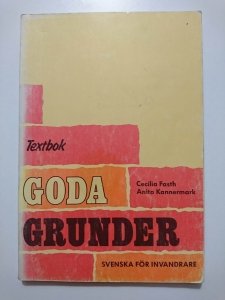 Textbok
Cecilia Fasth
Anita Kannermark
GODA
GRUNDER
SVENSKA FÖR INVANDRARE